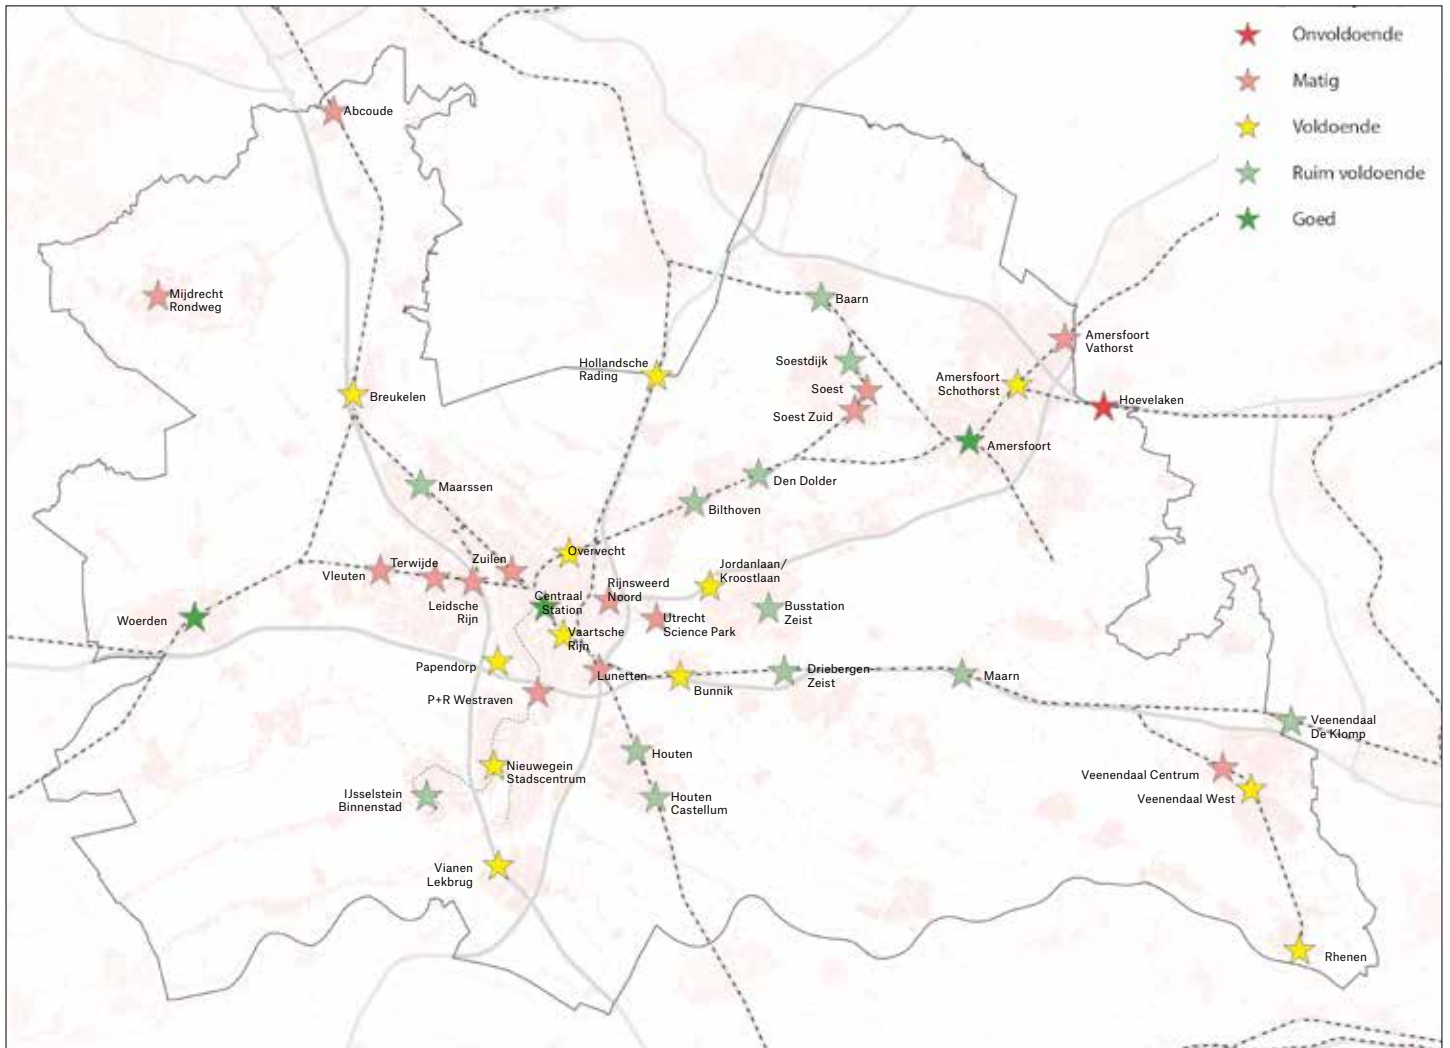 Onvoldoende
Matig
Voldoende
Ruim voldoende
Goed
Abcoude
Mijdrecht
Rondweg
Baarn
Amersfoort
Vathorst
Hollandsche
Rading
Soestdijk
Soest
Soest Zuid
Amersfoort
Schothorst
Hoevelaken
Breukelen
Amersfoort
Maarssen
Den Dolder
Bilthoven
Overvecht
Zuilen
Terwijde
Vleuten
Leidsche
Rijn
Jordanlaan/
Kroostlaan
Rijnsweerd
Noord
Centraal
Station
Busstation
Zeist
Utrecht
Science Park
Woerden
Vaartsche
Rijn
Papendorp
Lunetten
Bunnik
Driebergen-
Zeist
Maarn
P+R Westraven
Veenendaal
De Klomp
Houten
Nieuwegein
Stadscentrum
Veenendaal Centrum
Veenendaal West
IJsselstein
Binnenstad
Houten
Castellum
Vianen
Lekbrug
Rhenen